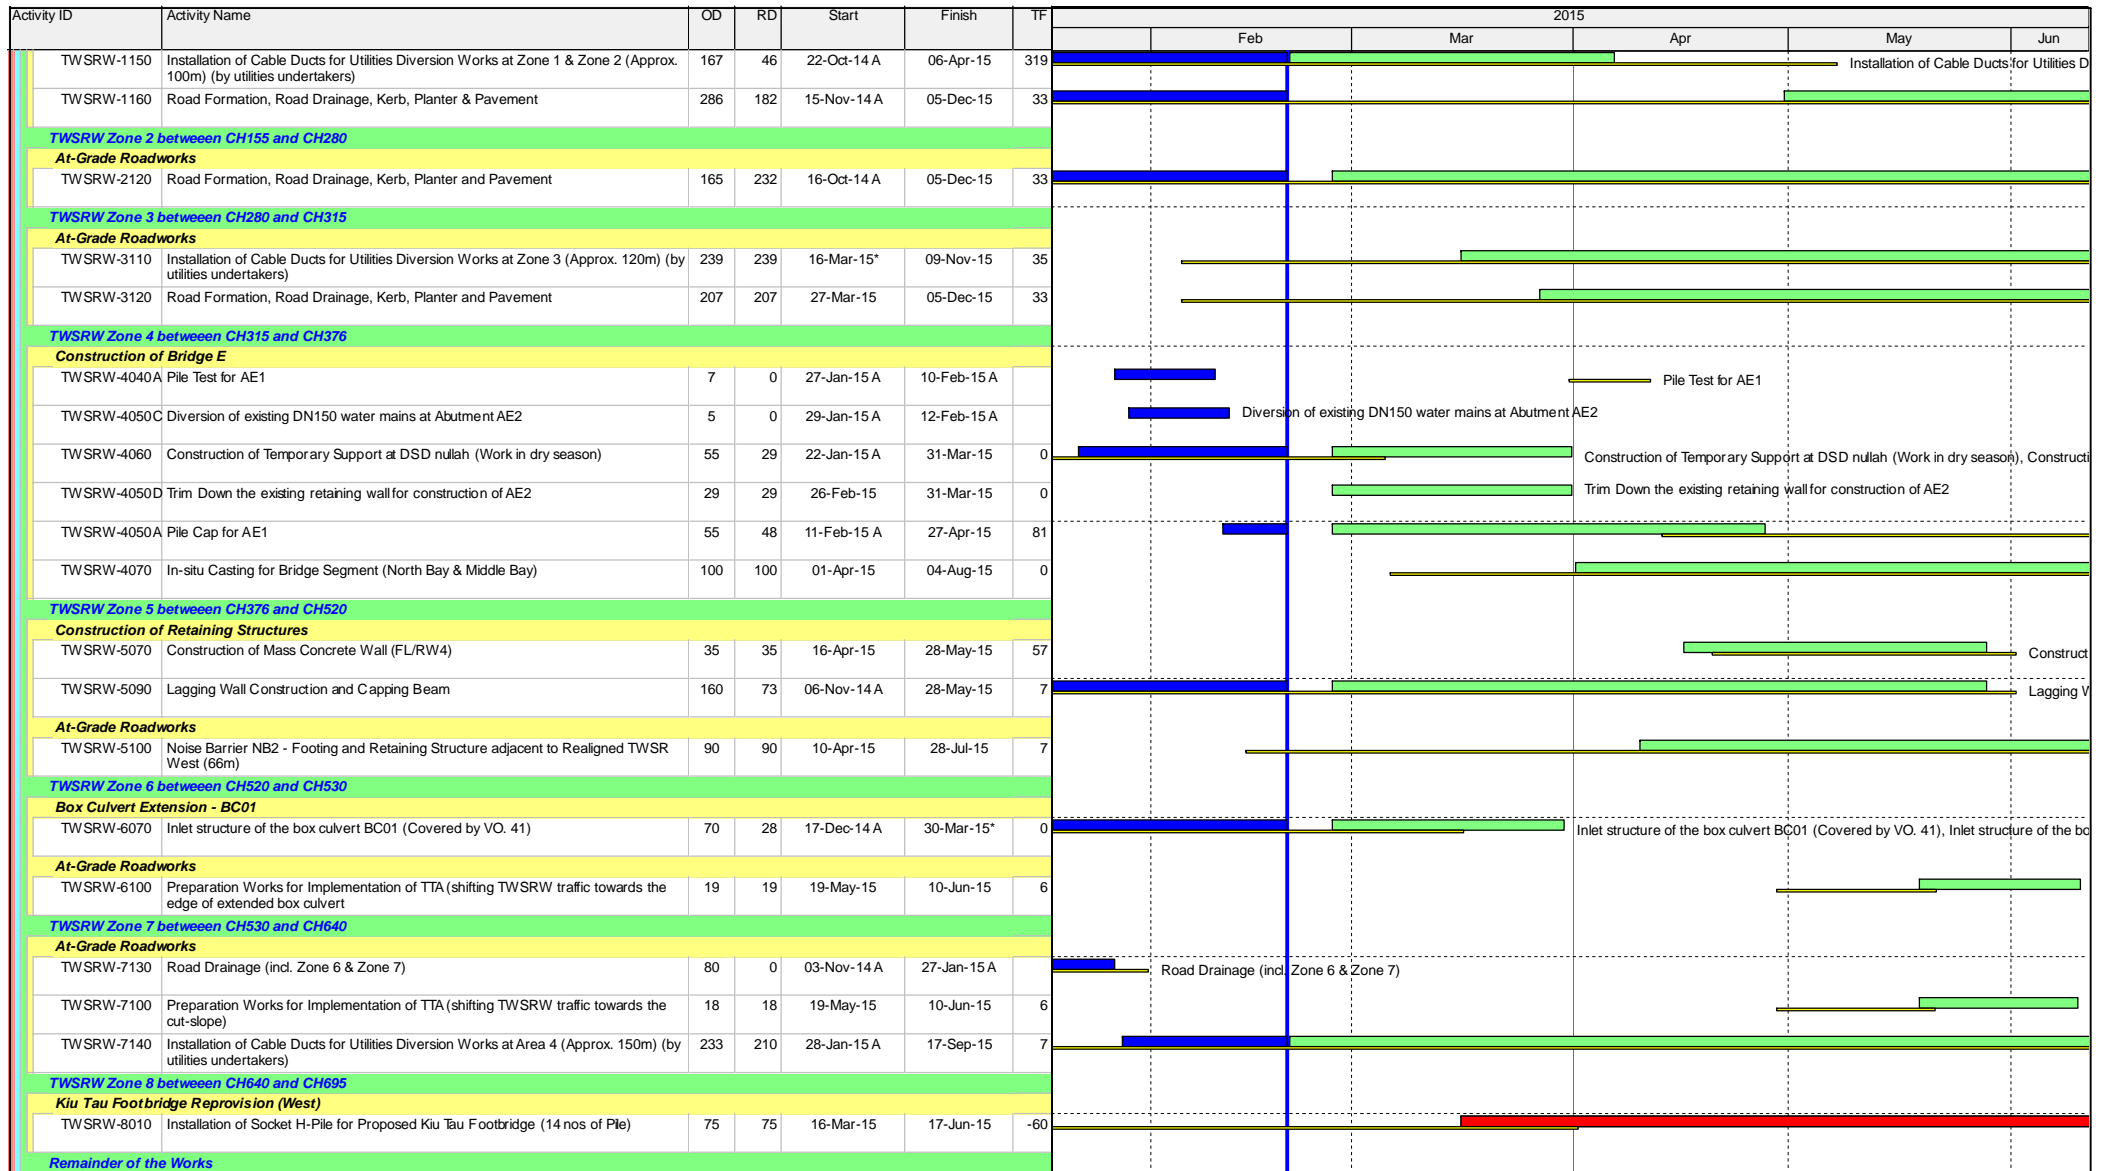 Activity ID Activity Name OD RD Start Finish TF 2015
Feb Mar Apr May Jun
TWSRW-1150 Installation of Cable Ducts for Utilities Diversion Works at Zone 1 & Zone 2 (Approx. 167 46 22-Oct-14 A 06-Apr-15 319 Installation of Cable Ducts for Utilities D
100m) (by utilities undertakers)
TWSRW-1160 Road Formation, Road Drainage, Kerb, Planter & Pavement 286 182 15-Nov-14 A 05-Dec-15 33
TWSRW Zone 2 betweeen CH155 and CH280
At-Grade Roadworks
TWSRW-2120 Road Formation, Road Drainage, Kerb, Planter and Pavement 165 232 16-Oct-14 A 05-Dec-15 33
TWSRW Zone 3 betweeen CH280 and CH315
At-Grade Roadworks
TWSRW-3110 Installation of Cable Ducts for Utilities Diversion Works at Zone 3 (Approx. 120m) (by 239 239 16-Mar-15* 09-Nov-15 35
utilities undertakers)
TWSRW-3120 Road Formation, Road Drainage, Kerb, Planter and Pavement 207 207 27-Mar-15 05-Dec-15 33
TWSRW Zone 4 betweeen CH315 and CH376
Construction of Bridge E
TWSRW-4040A Pile Test for AE1 7 0 27-Jan-15 A 10-Feb-15 A Pile Test for AE1
TWSRW-4050C Diversion of existing DN150 water mains at Abutment AE2 5 0 29-Jan-15 A 12-Feb-15 A Diversion of existing DN150 water mains at Abutment AE2
TWSRW-4060 Construction of Temporary Support at DSD nullah (Work in dry season) 55 29 22-Jan-15 A 31-Mar-15 0 Construction of Temporary Support at DSD nullah (Work in dry season), Constructi
TWSRW-4050D Trim Down the existing retaining wall for construction of AE2 29 29 26-Feb-15 31-Mar-15 0 Trim Down the existing retaining wall for construction of AE2
TWSRW-4050A Pile Cap for AE1 55 48 11-Feb-15 A 27-Apr-15 81
TWSRW-4070 In-situ Casting for Bridge Segment (North Bay & Middle Bay) 100 100 01-Apr-15 04-Aug-15 0
TWSRW Zone 5 betweeen CH376 and CH520
Construction of Retaining Structures
TWSRW-5070 Construction of Mass Concrete Wall (FL/RW4) 35 35 16-Apr-15 28-May-15 57 Construct
TWSRW-5090 Lagging Wall Construction and Capping Beam 160 73 06-Nov-14 A 28-May-15 7 Lagging W
At-Grade Roadworks
TWSRW-5100 Noise Barrier NB2 - Footing and Retaining Structure adjacent to Realigned TWSR 90 90 10-Apr-15 28-Jul-15 7
West (66m)
TWSRW Zone 6 betweeen CH520 and CH530
Box Culvert Extension - BC01
TWSRW-6070 Inlet structure of the box culvert BC01 (Covered by VO. 41) 70 28 17-Dec-14 A 30-Mar-15* 0 Inlet structure of the box culvert BC01 (Covered by VO. 41), Inlet structure of the bo
At-Grade Roadworks
TWSRW-6100 Preparation Works for Implementation of TTA (shifting TWSRW traffic towards the 19 19 19-May-15 10-Jun-15 6
edge of extended box culvert
TWSRW Zone 7 betweeen CH530 and CH640
At-Grade Roadworks
TWSRW-7130 Road Drainage (incl. Zone 6 & Zone 7) 80 0 03-Nov-14 A 27-Jan-15 A Road Drainage (incl. Zone 6 & Zone 7)
TWSRW-7100 Preparation Works for Implementation of TTA (shifting TWSRW traffic towards the 18 18 19-May-15 10-Jun-15 6
cut-slope)
TWSRW-7140 Installation of Cable Ducts for Utilities Diversion Works at Area 4 (Approx. 150m) (by 233 210 28-Jan-15 A 17-Sep-15 7
utilities undertakers)
TWSRW Zone 8 betweeen CH640 and CH695
Kiu Tau Footbridge Reprovision (West)
TWSRW-8010 Installation of Socket H-Pile for Proposed Kiu Tau Footbridge (14 nos of Pile) 75 75 16-Mar-15 17-Jun-15 -60
Remainder of the Works